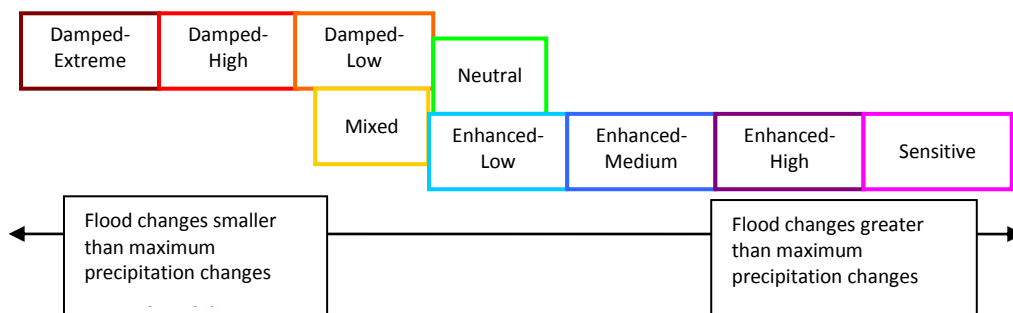 Damped-
Extreme
Damped-
High
Damped-
Low
Neutral
Mixed
Enhanced-
Low
Enhanced-
Medium
Enhanced-
High
Sensitive
Flood changes smaller
than maximum
precipitation changes
Flood changes greater
than maximum
precipitation changes